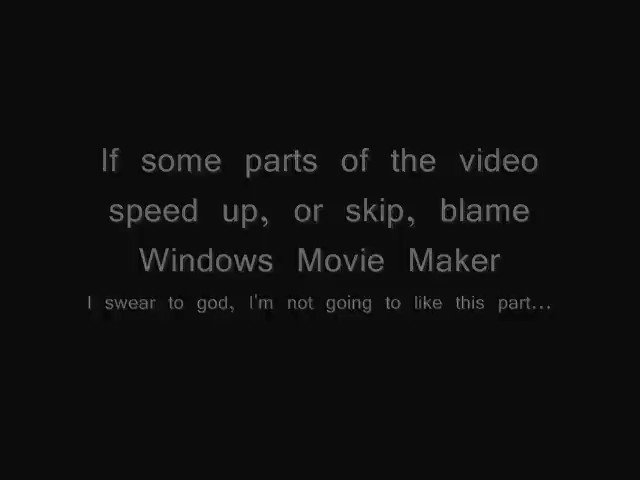 If some parts of the video
speed up, or skip, blame
Windows Movie Maker
I swear to god, I'm not going to like this part...